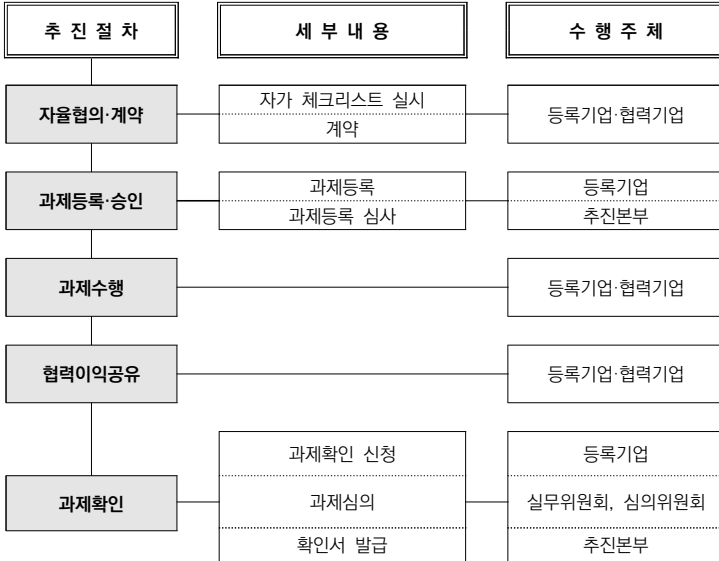 추 진 절 차 세 부 내 용 수 행 주 체
자율협의·계약 자가 체크리스트 실시 등록기업·협력기업
계약
과제등록·승인 과제등록 등록기업
과제등록 심사 추진본부
과제수행 등록기업·협력기업
협력이익공유 등록기업·협력기업
과제확인 신청 등록기업
과제확인 과제심의 실무위원회, 심의위원회
확인서 발급 추진본부